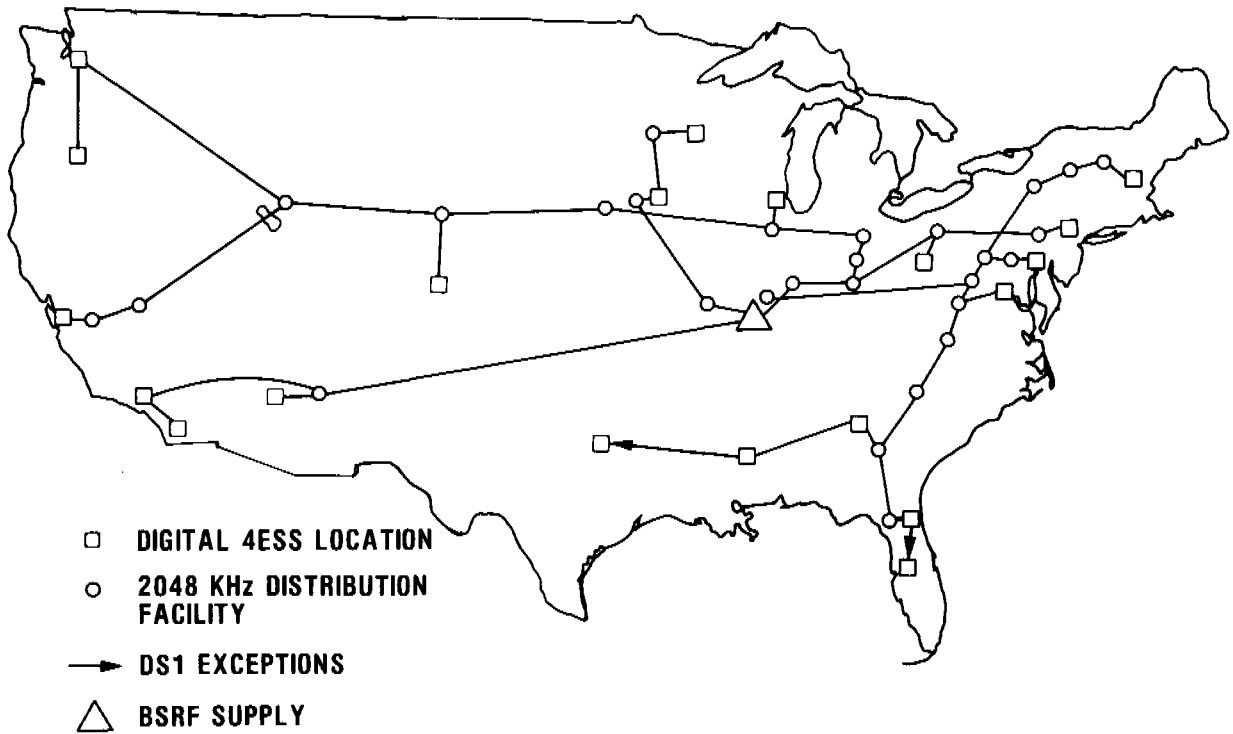 DIGITAL 4ESS LOCATION
2048 KHz DISTRIBUTION
FACILITY
DS1 EXCEPTIONS
BSRF SUPPLY